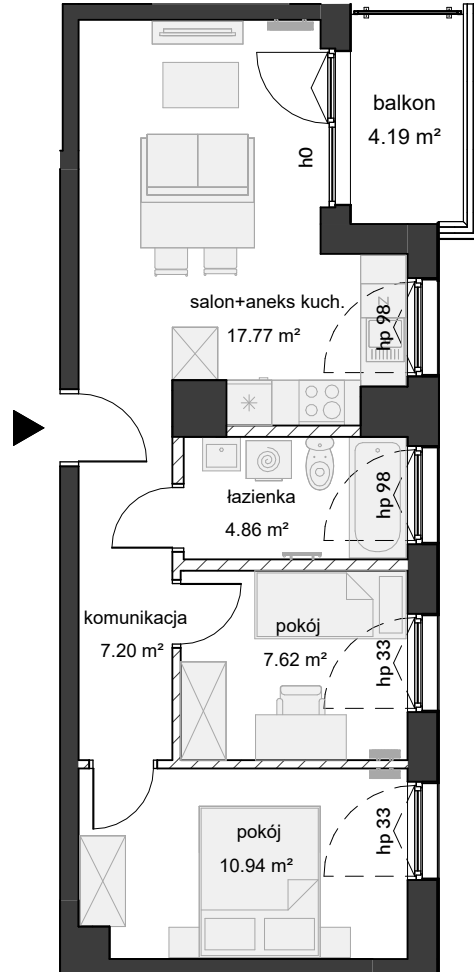 balkon
4.19 m²
h0
salon+aneks kuch.
17.77 m²
Z
hp 98
łazienka
4.86 m²
hp 98
komunikacja
7.20 m²
pokój
7.62 m²
hp 33
pokój
10.94 m²
hp 33